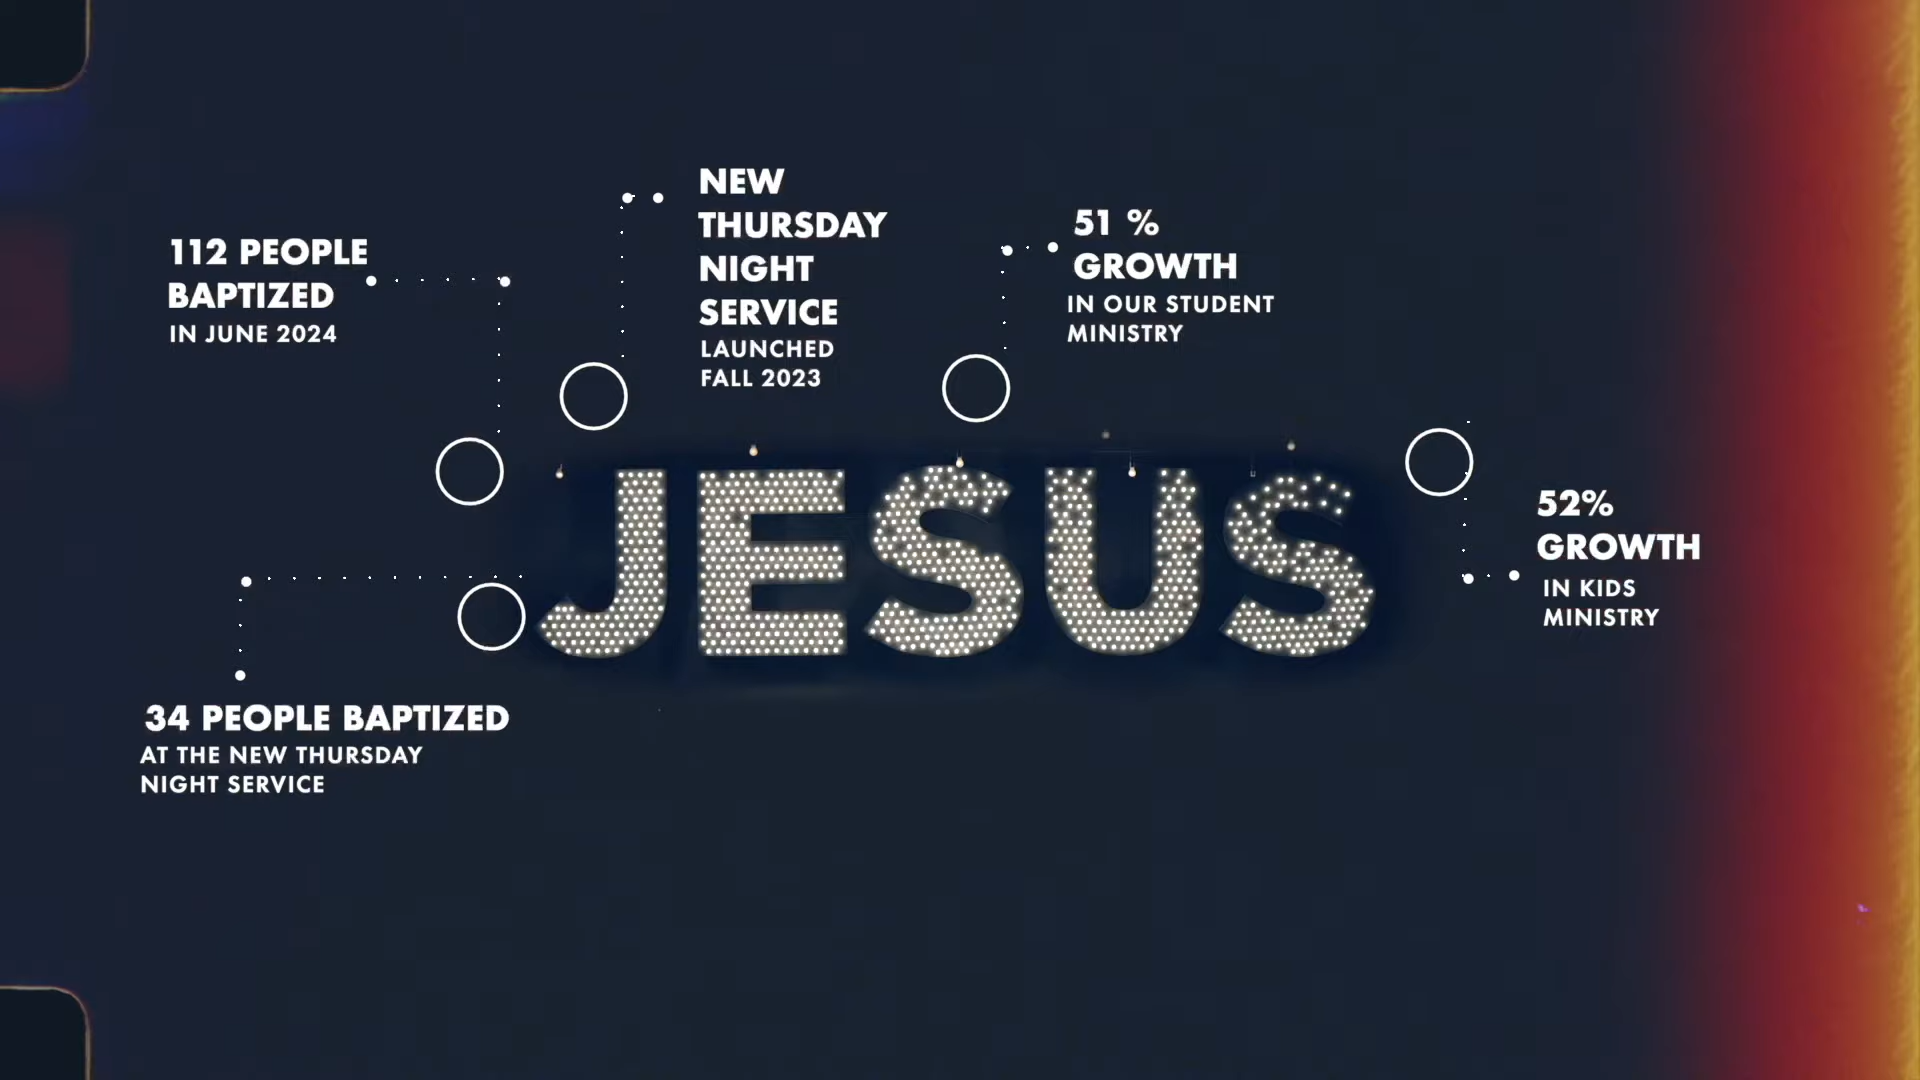 112 PEOPLE
BAPTIZED
IN JUNE 2024
NEW
THURSDAY
NIGHT
SERVICE
LAUNCHED
FALL 2023
51 %
GROWTH
IN OUR STUDENT
MINISTRY
JESUS
52%
GROWTH
IN KIDS
MINISTRY
34 PEOPLE BAPTIZED
AT THE NEW THURSDAY
NIGHT SERVICE